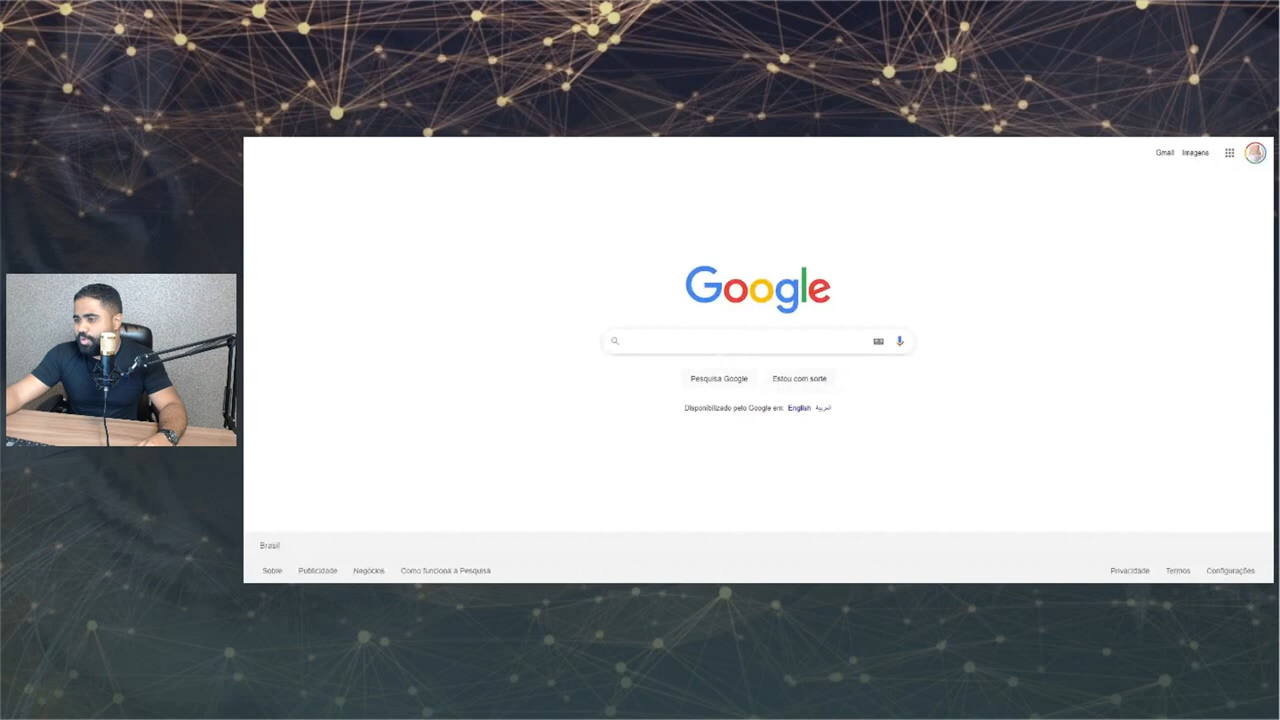 Gmail Imagens
Google
Pesquisa Google Estou com sorte
Disponibilizado pelo Google em: English العربية
Brasil
Sobre Publicidade Negócios Como funciona a Pesquisa Privacidade Termos Configurações